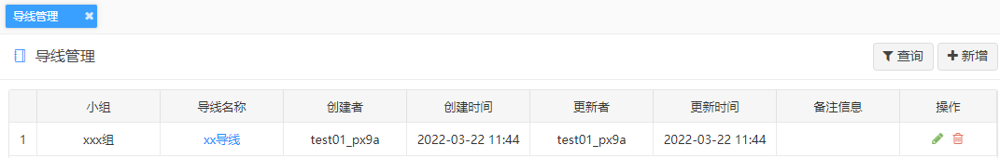 导线管理
导线管理 查询 新增
小组 导线名称 创建者 创建时间 更新者 更新时间 备注信息 操作
1 xxx组 xx导线 test01_px9a 2022-03-22 11:44 test01_px9a 2022-03-22 11:44